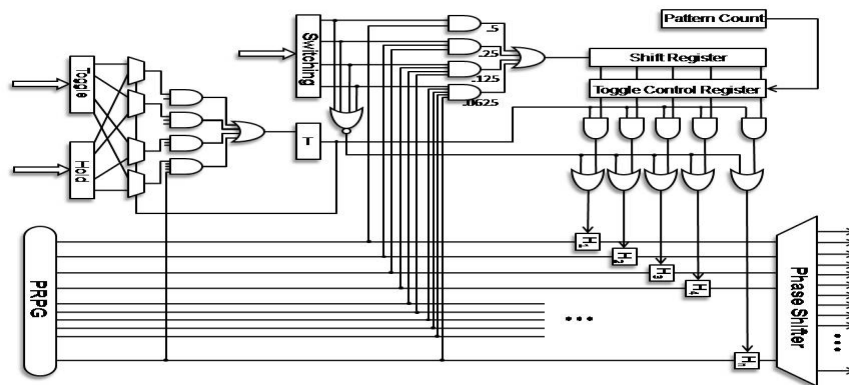 Pattern Count
Switching
.5
.25
.125
.0625
Shift Register
Toggle Control Register
Toggle
Hold
T
PRPG
H1
H2
H3
H4
Hn
Phase Shifter